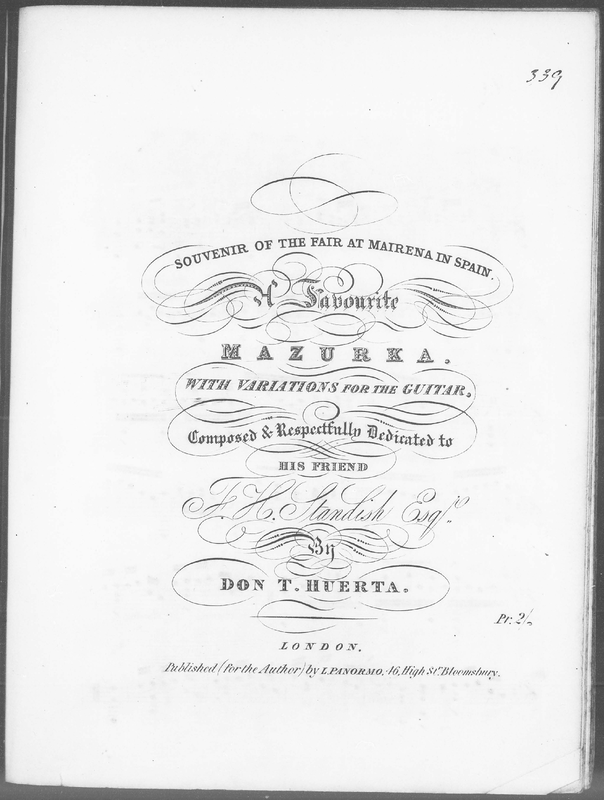 339
SOUVENIR OF THE FAIR AT MAIRENA IN SPAIN.
A Favourite
MAZURKA.
WITH VARIATIONS FOR THE GUITAR.
Composed & Respectfully Dedicated to
HIS FRIEND
F. H. Standish Esqr.
By
DON T. HUERTA.
Pr. 2/
LONDON.
Published (for the Author) by L. PANORMO, 46, High St. Bloomsbury.